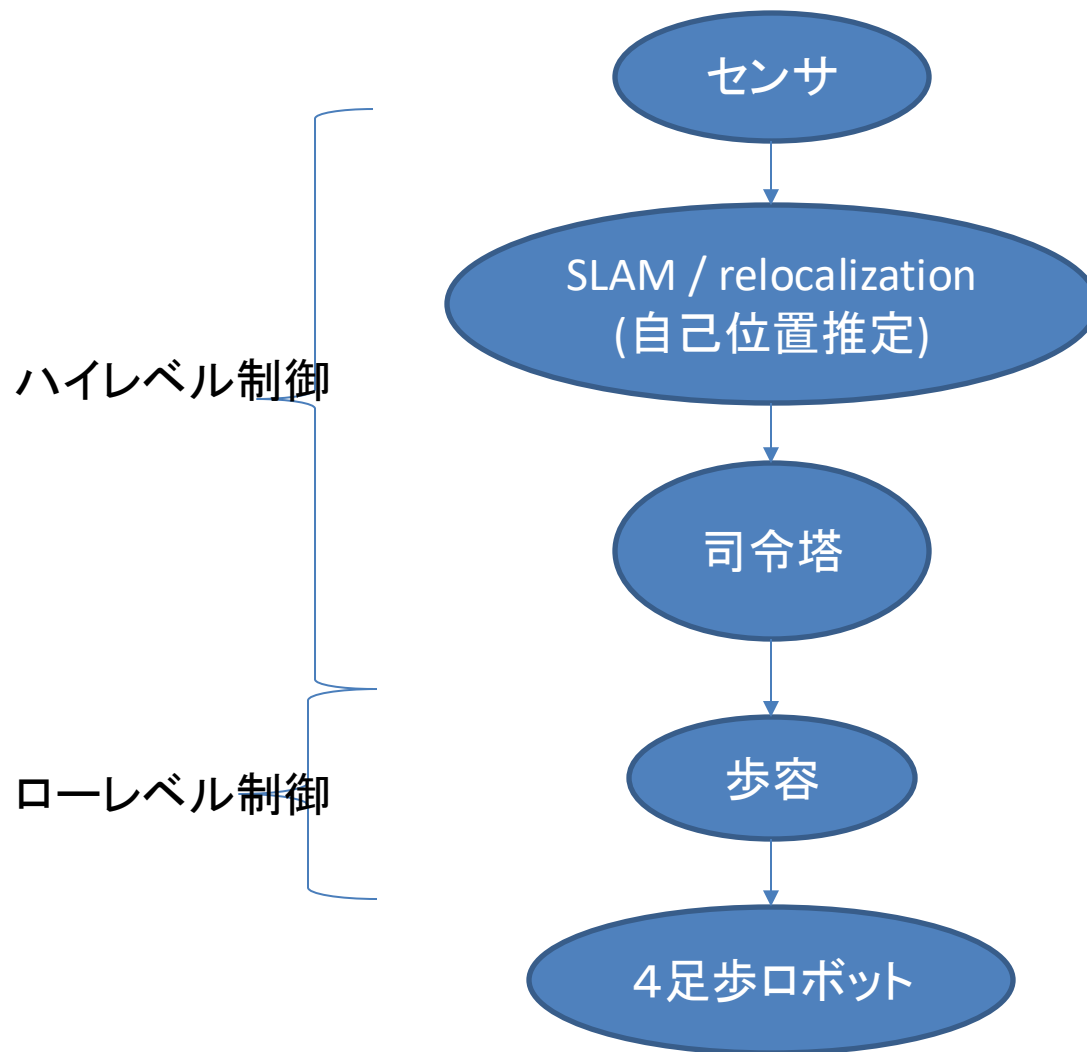 センサ
SLAM / relocalization
(自己位置推定)
ハイレベル制御
司令塔
歩容
ローレベル制御
４足歩ロボット